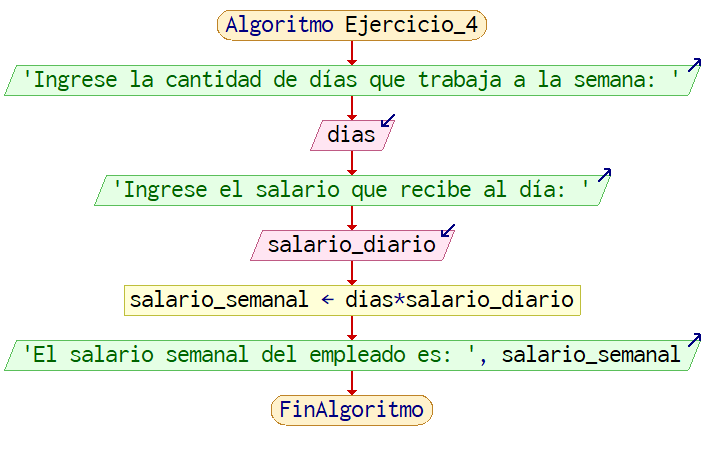 Algoritmo Ejercicio_4
'Ingrese la cantidad de días que trabaja a la semana: '
dias
'Ingrese el salario que recibe al día: '
salario_diario
salario_semanal ← dias*salario_diario
'El salario semanal del empleado es: ', salario_semanal
FinAlgoritmo